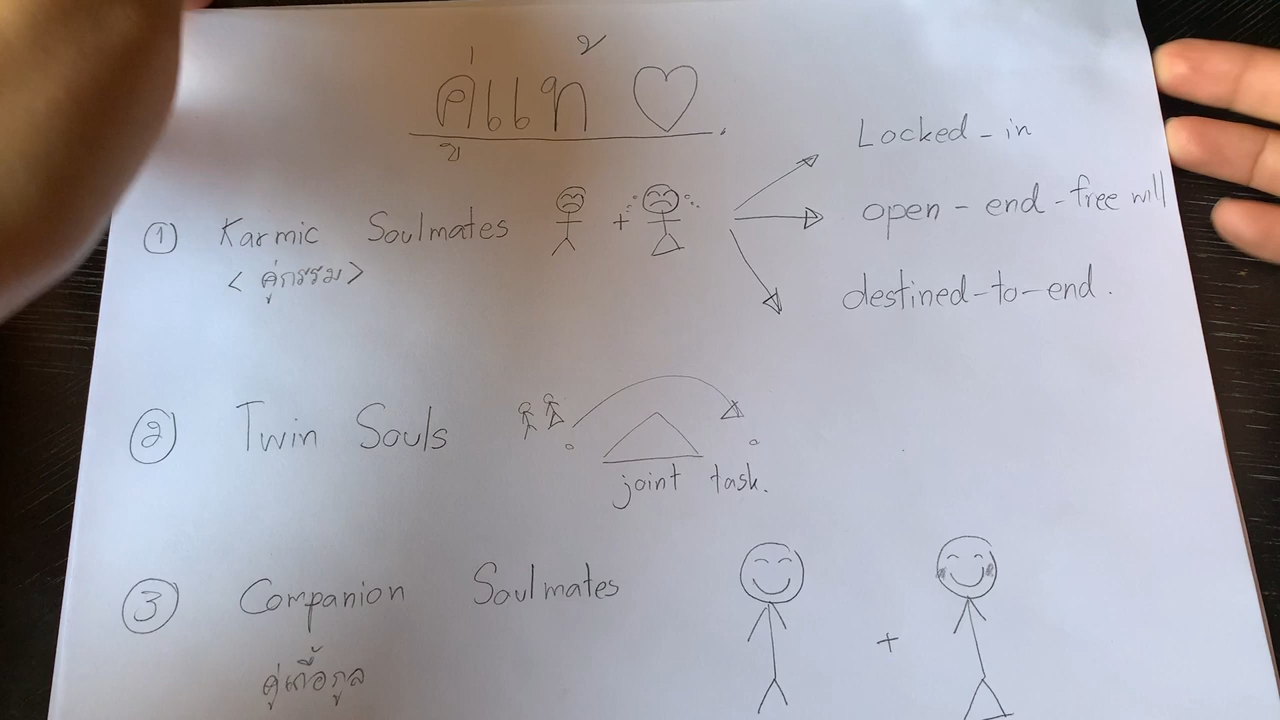 คู่แท้ ♡
① Karmic Soulmates
< คู่กรรม >
+
Locked-in
open-end-free will
destined-to-end.
② Twin Souls
joint task.
③ Companion Soulmates
คู่เกื้อกูล
+